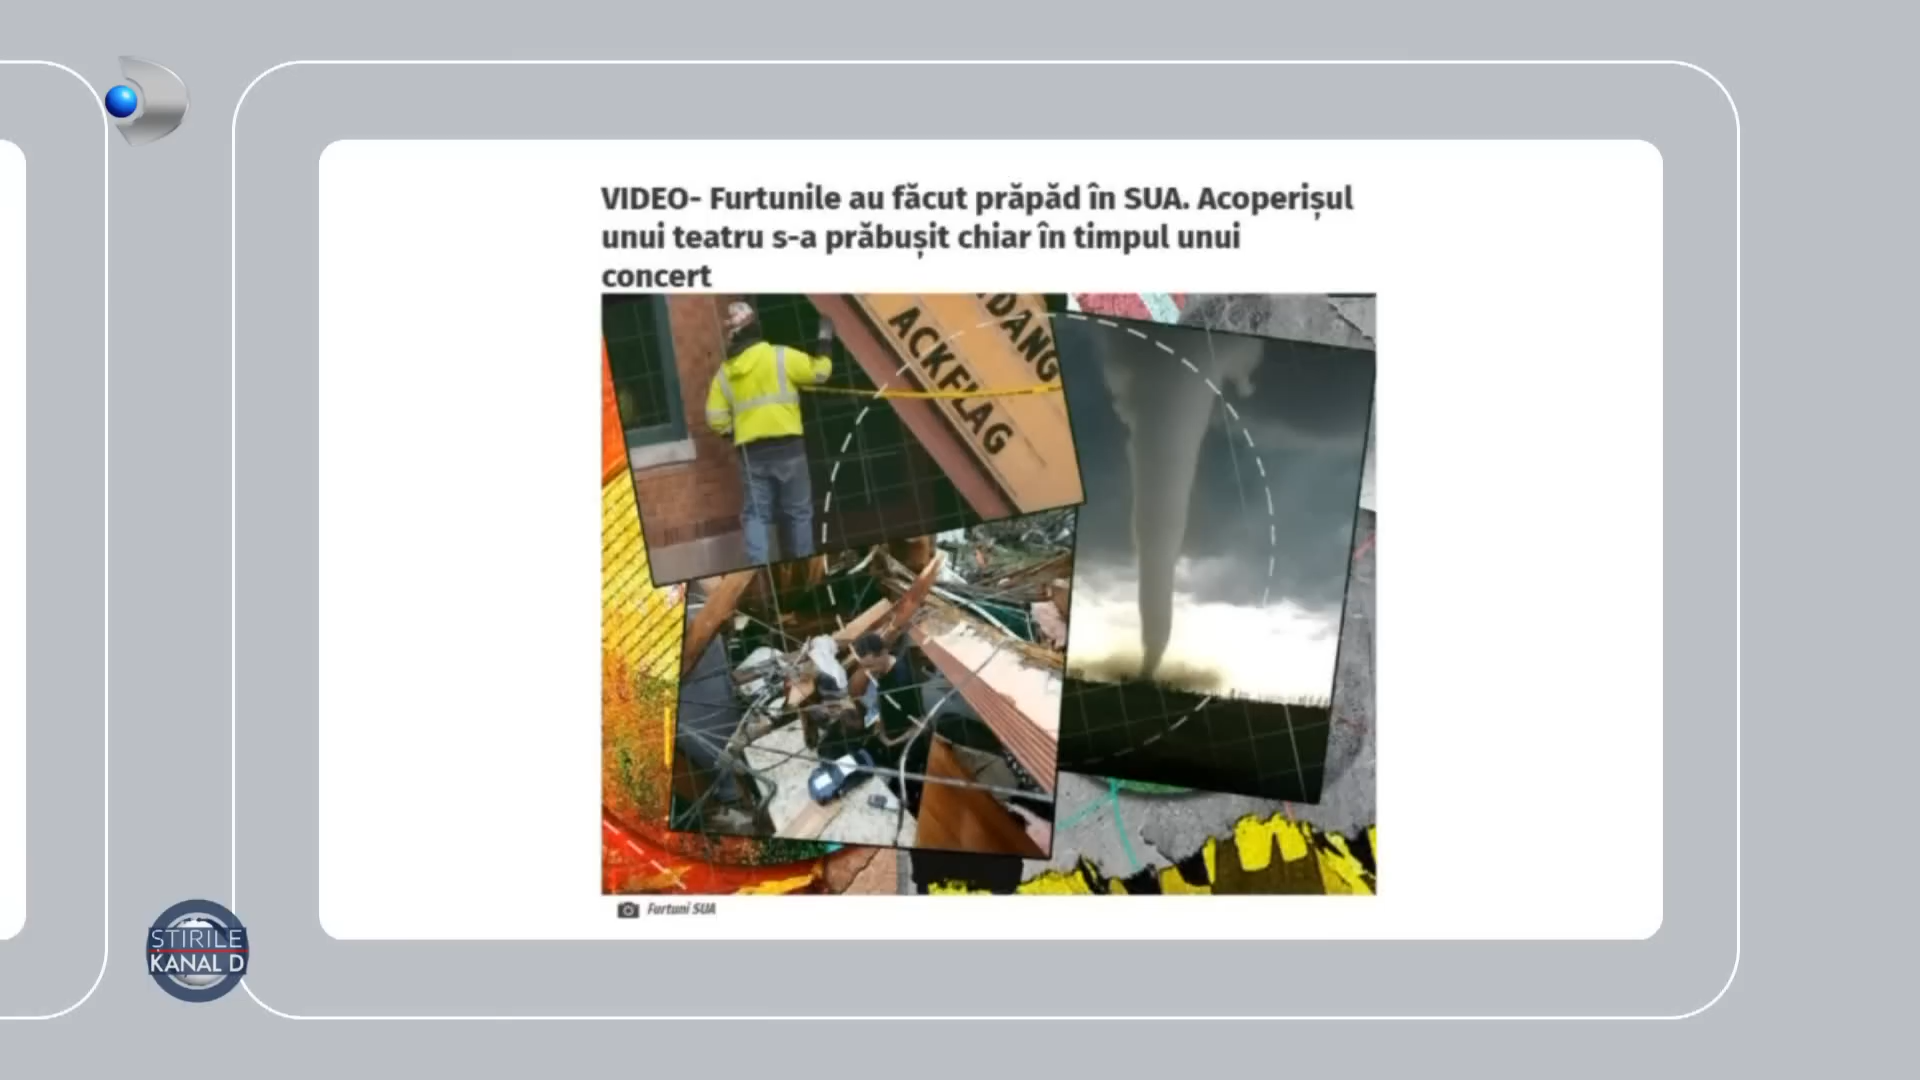 VIDEO- Furtunile au făcut prăpăd în SUA. Acoperișul
unui teatru s-a prăbușit chiar în timpul unui
concert
DANG
ACKFLAG
Furtuni SUA
ȘTIRILE
KANAL D